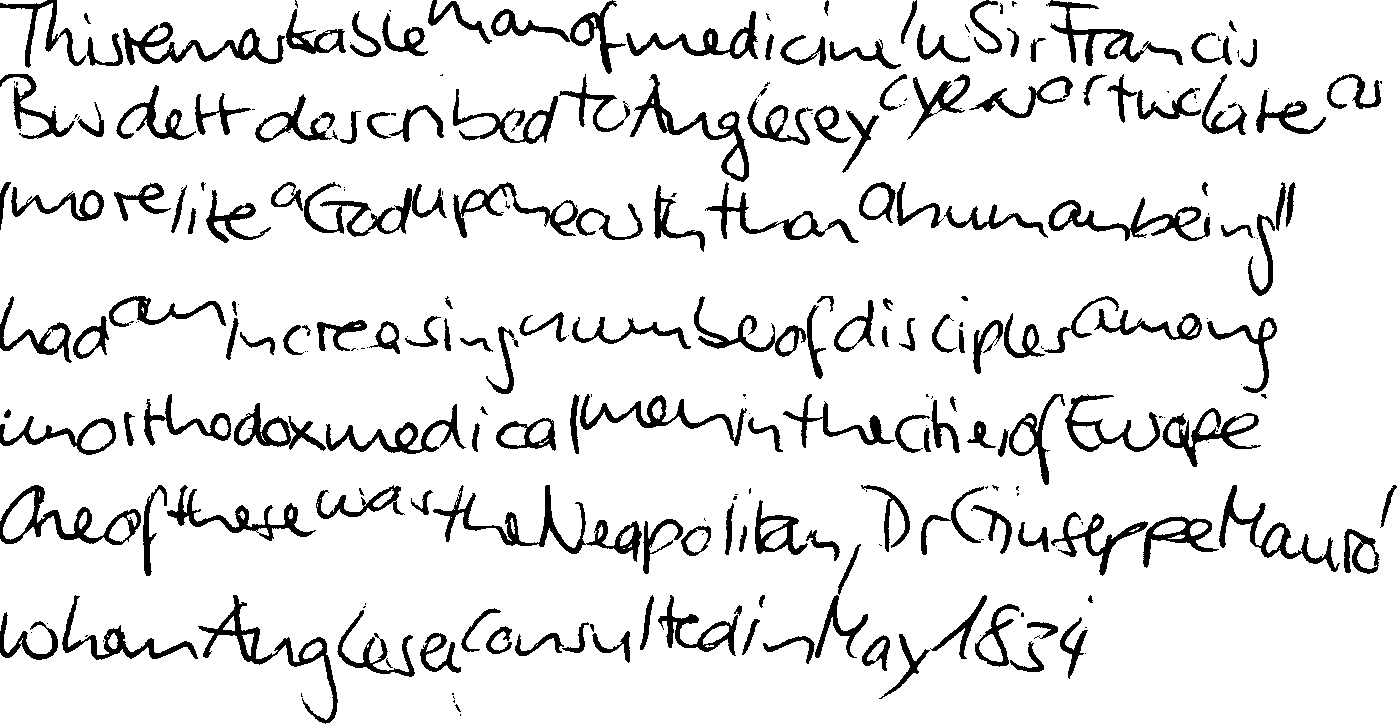 This remarkable man of medicine, Sir Francis
Burdett described to Anglesey a year or two late as
"more like a God upon earth than a human being"
had an increasing number of disciples among
unorthodox medical men in the cities of Europe
One of these was the Neapolitan, Dr Giuseppe Mauro'
whom Anglesey consulted in May 1834